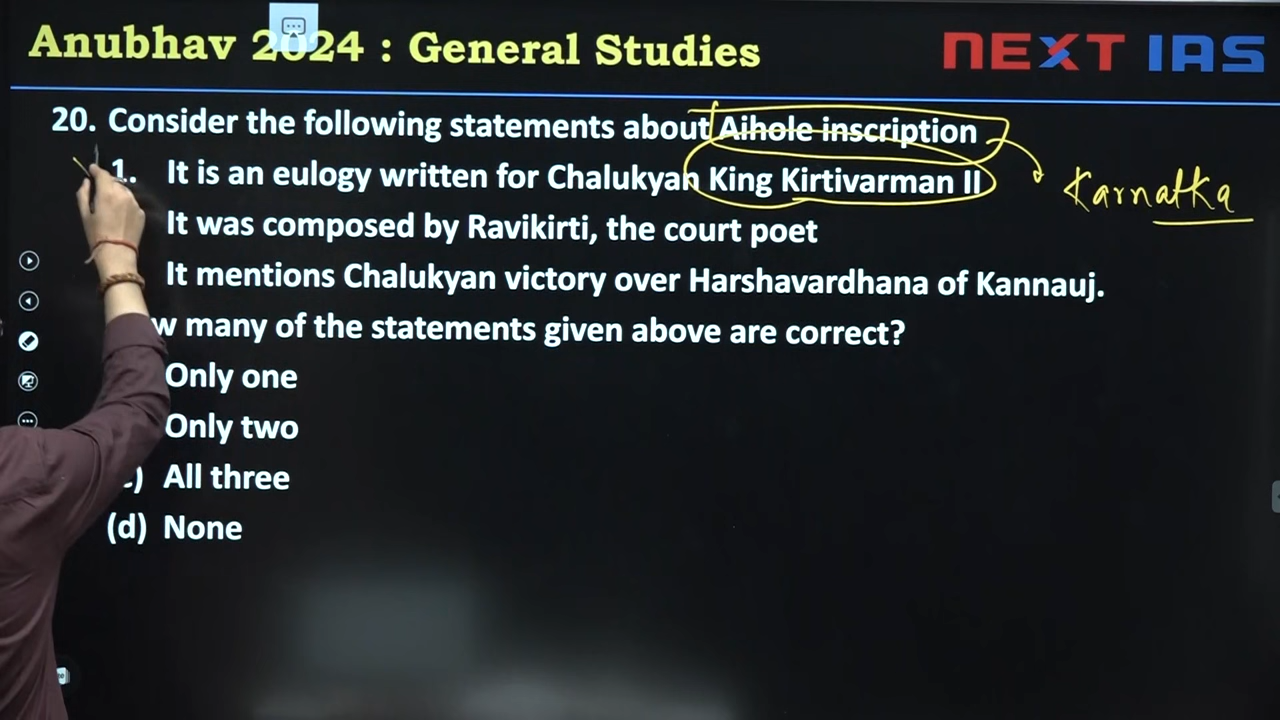 Anubhav 2024 : General Studies
NEXT IAS
20. Consider the following statements about Aihole inscription
1. It is an eulogy written for Chalukyan King Kirtivarman II
Karnatka
It was composed by Ravikirti, the court poet
It mentions Chalukyan victory over Harshavardhana of Kannauj.
w many of the statements given above are correct?
Only one
Only two
) All three
(d) None